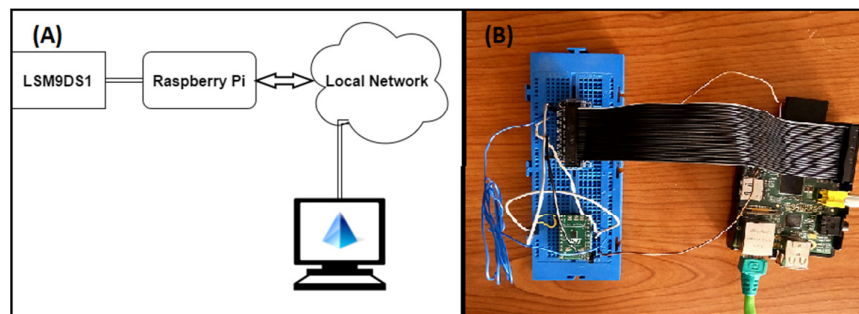 (A)
LSM9DS1
Raspberry Pi
Local Network
(B)